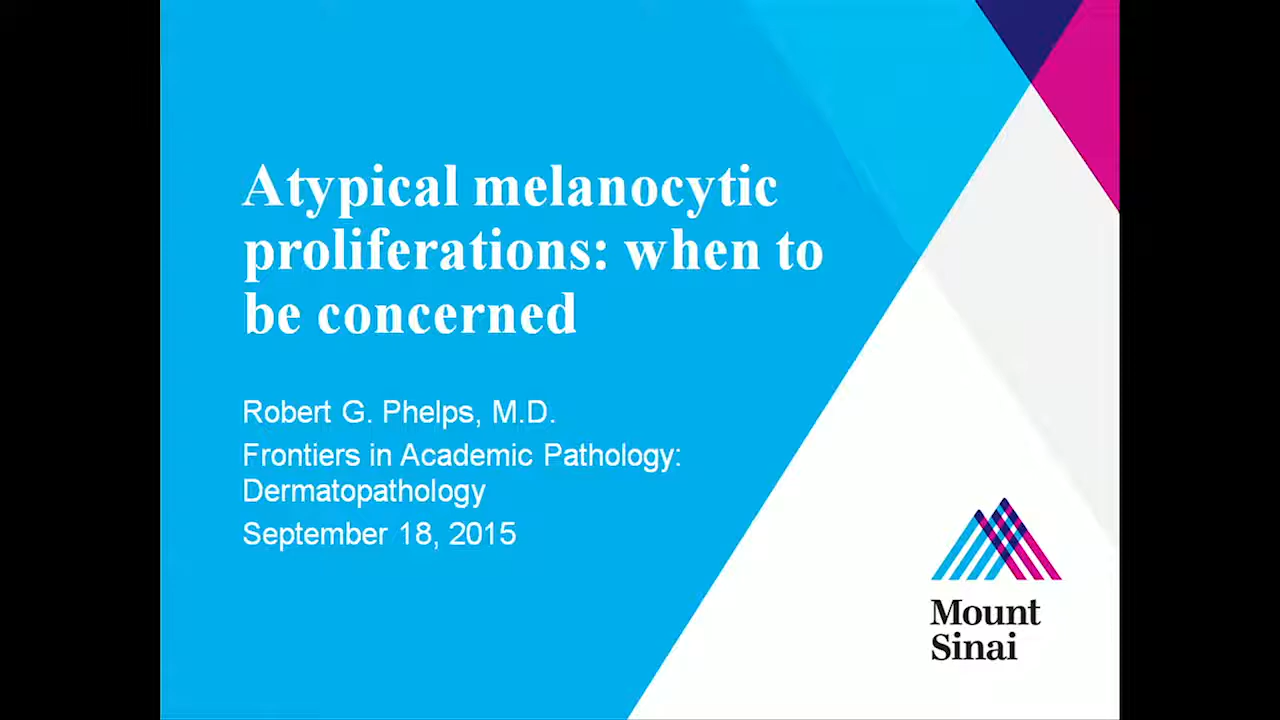 Atypical melanocytic
proliferations: when to
be concerned
Robert G. Phelps, M.D.
Frontiers in Academic Pathology:
Dermatopathology
September 18, 2015
Mount
Sinai